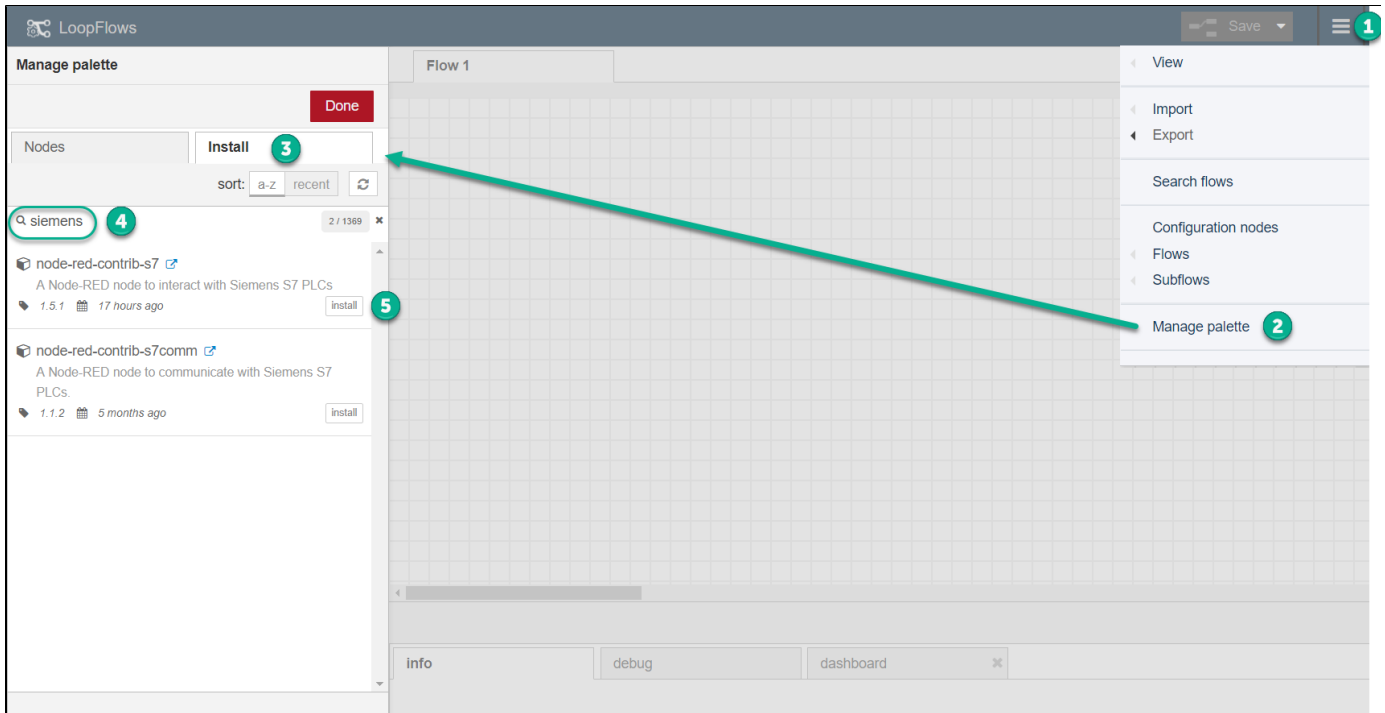 LoopFlows
Save
1
Manage palette
Done
Nodes
Install
3
sort: a-z recent
siemens
4
2 / 1369
node-red-contrib-s7
A Node-RED node to interact with Siemens S7 PLCs
1.5.1 17 hours ago
install
5
node-red-contrib-s7comm
A Node-RED node to communicate with Siemens S7
PLCs.
1.1.2 5 months ago
install
Flow 1
View
Import
Export
Search flows
Configuration nodes
Flows
Subflows
Manage palette
2
info
debug
dashboard